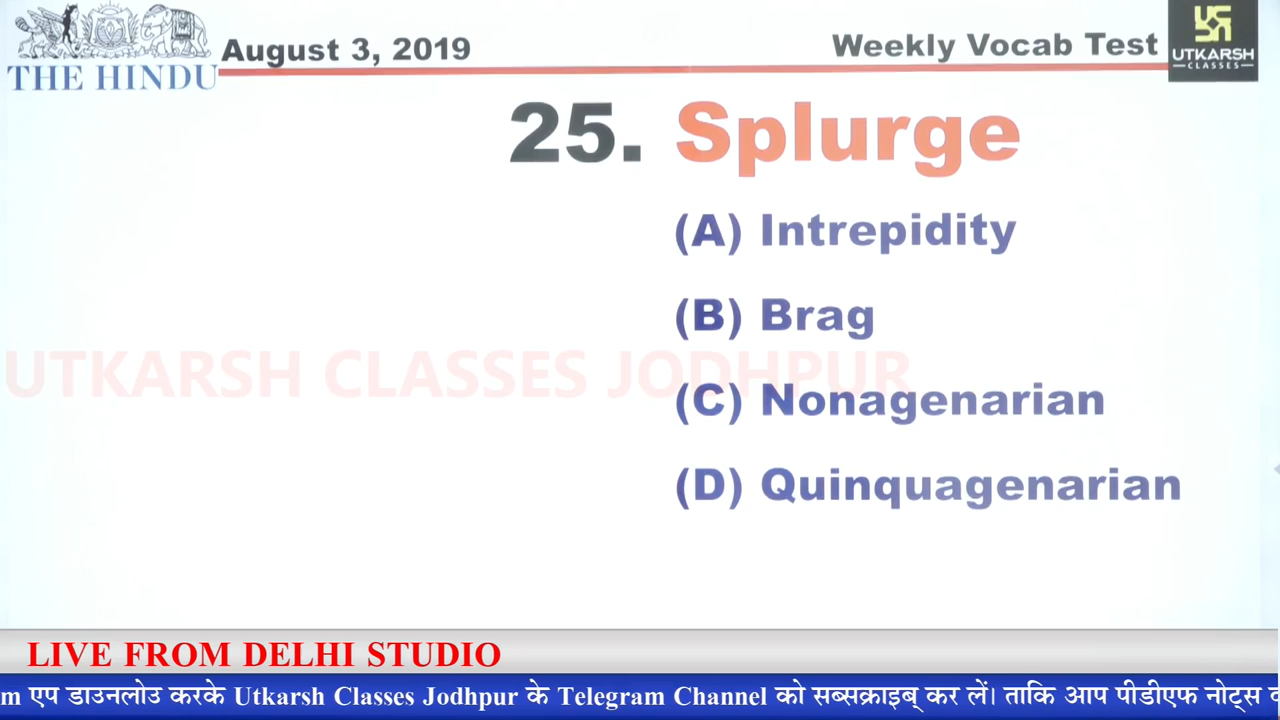 THE HINDU
August 3, 2019
Weekly Vocab Test
UTKARSH
CLASSES
25. Splurge
(A) Intrepidity
(B) Brag
UTKARSH CLASSES JODHPUR
(C) Nonagenarian
(D) Quinquagenarian
LIVE FROM DELHI STUDIO
m एप डाउनलोउ करके Utkarsh Classes Jodhpur के Telegram Channel को सब्सक्राइब् कर लें। ताकि आप पीडीएफ नोट्स